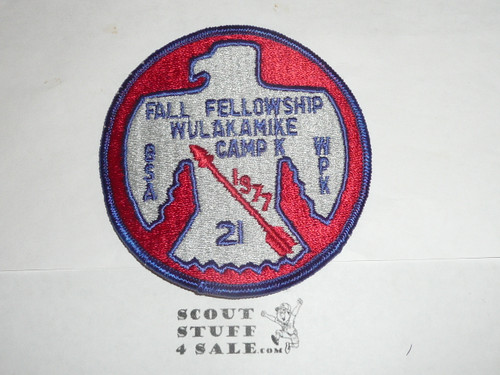 FALL FELLOWSHIP
WULAKAMIKE
CAMP K
BSA
WPK
1977
21
SCOUT
STUFF
4 SALE.COM